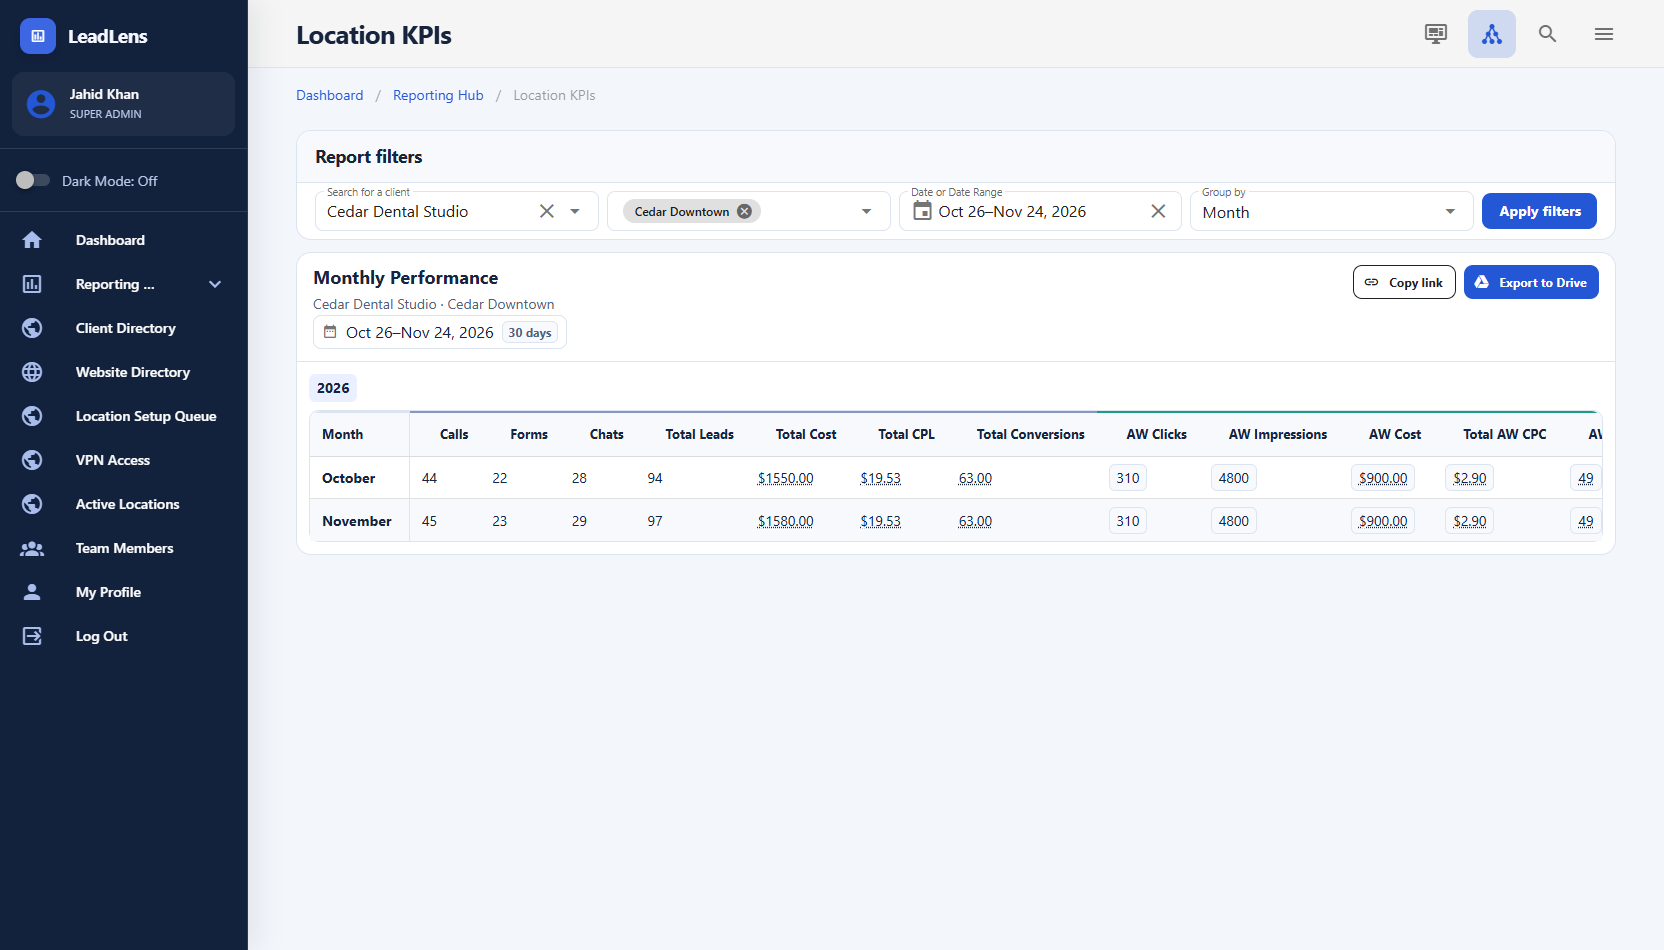 LeadLens
Jahid Khan
SUPER ADMIN
Dark Mode: Off
Dashboard
Reporting ...
Client Directory
Website Directory
Location Setup Queue
VPN Access
Active Locations
Team Members
My Profile
Log Out
Location KPIs
Dashboard / Reporting Hub / Location KPIs
Report filters
Search for a client
Cedar Dental Studio
Cedar Downtown
Date or Date Range
Oct 26–Nov 24, 2026
Group by
Month
Apply filters
Monthly Performance
Cedar Dental Studio · Cedar Downtown
Oct 26–Nov 24, 2026 30 days
Copy link
Export to Drive
2026
Month Calls Forms Chats Total Leads Total Cost Total CPL Total Conversions AW Clicks AW Impressions AW Cost Total AW CPC
October 44 22 28 94 $1550.00 $19.53 63.00 310 4800 $900.00 $2.90 49
November 45 23 29 97 $1580.00 $19.53 63.00 310 4800 $900.00 $2.90 49